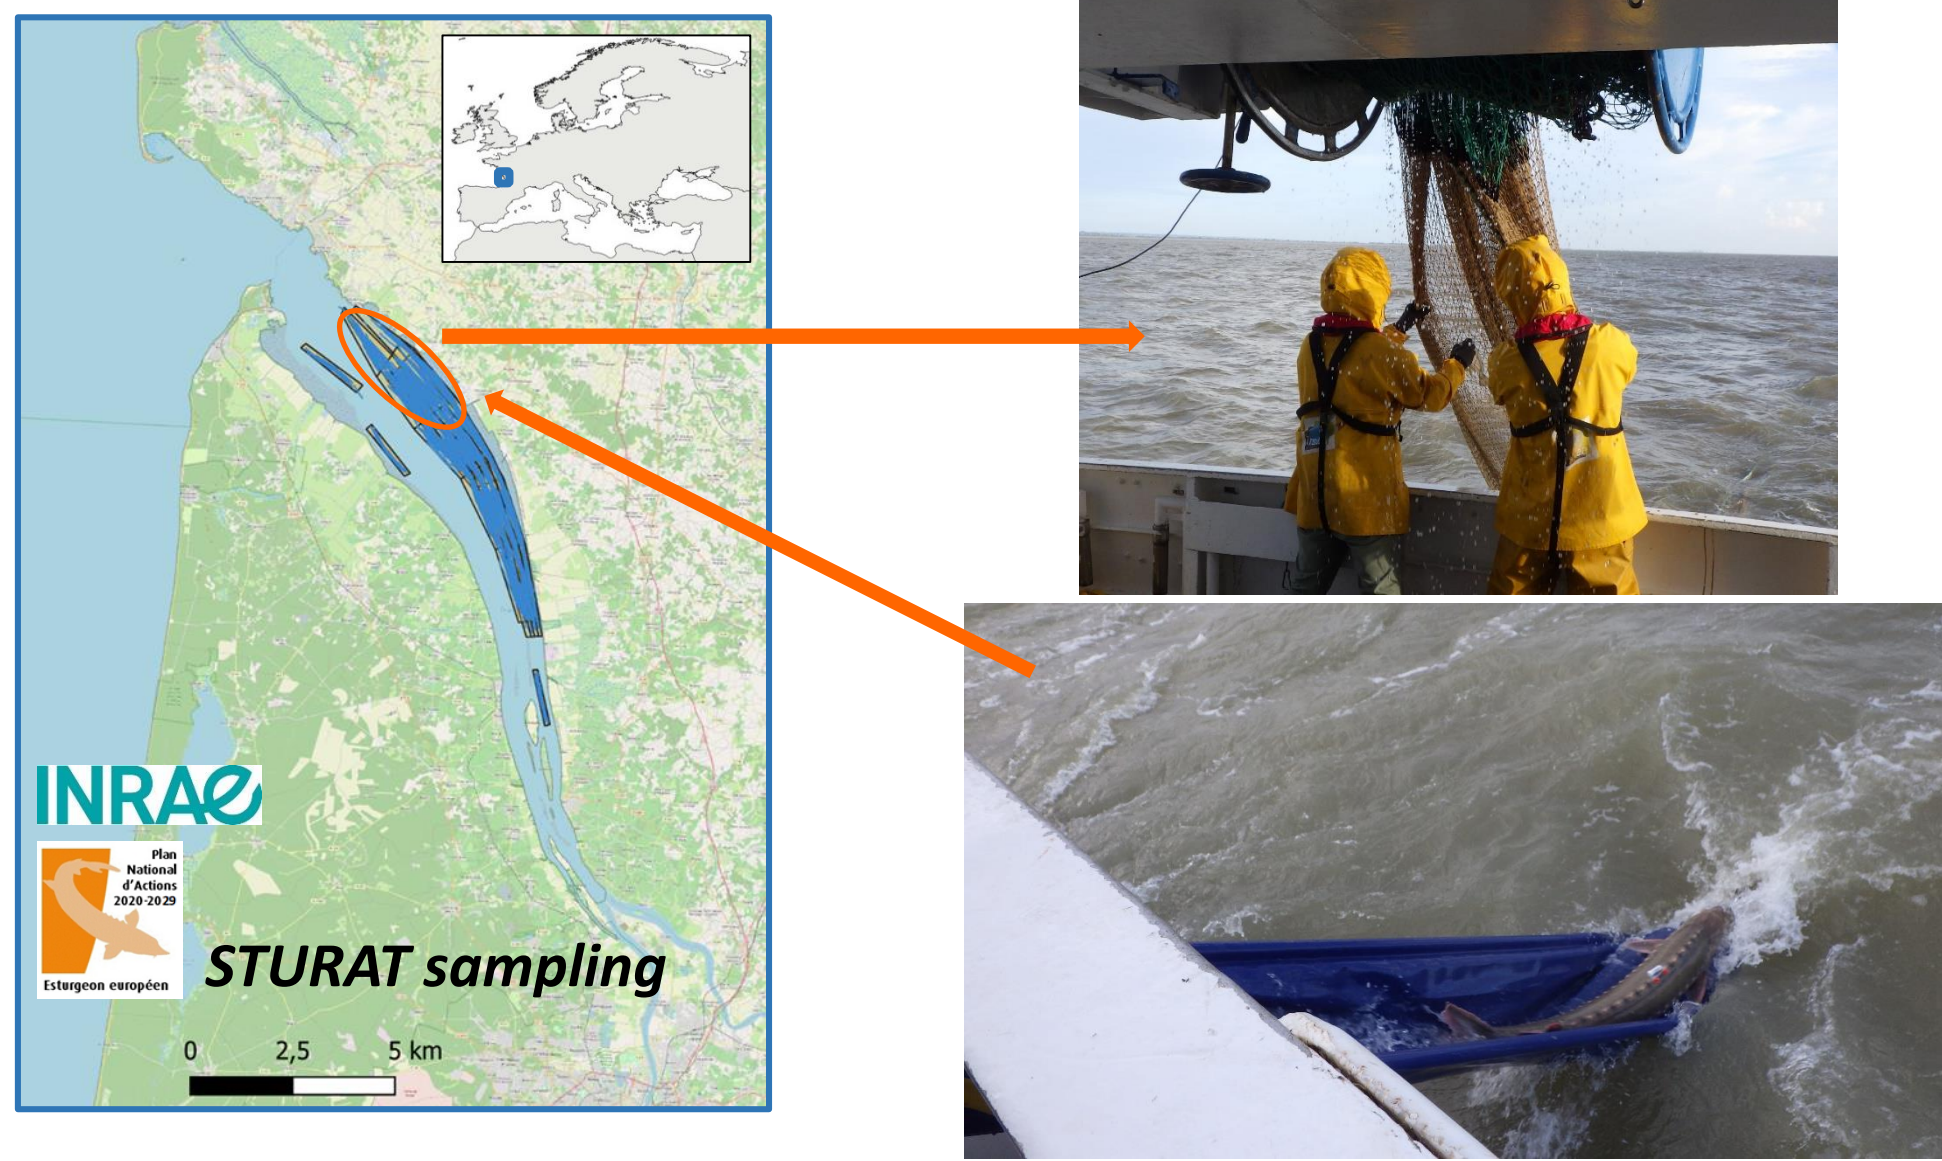 INRAE
Plan
National
d'Actions
2020-2029
Esturgeon européen
STURAT sampling
0 2,5 5 km